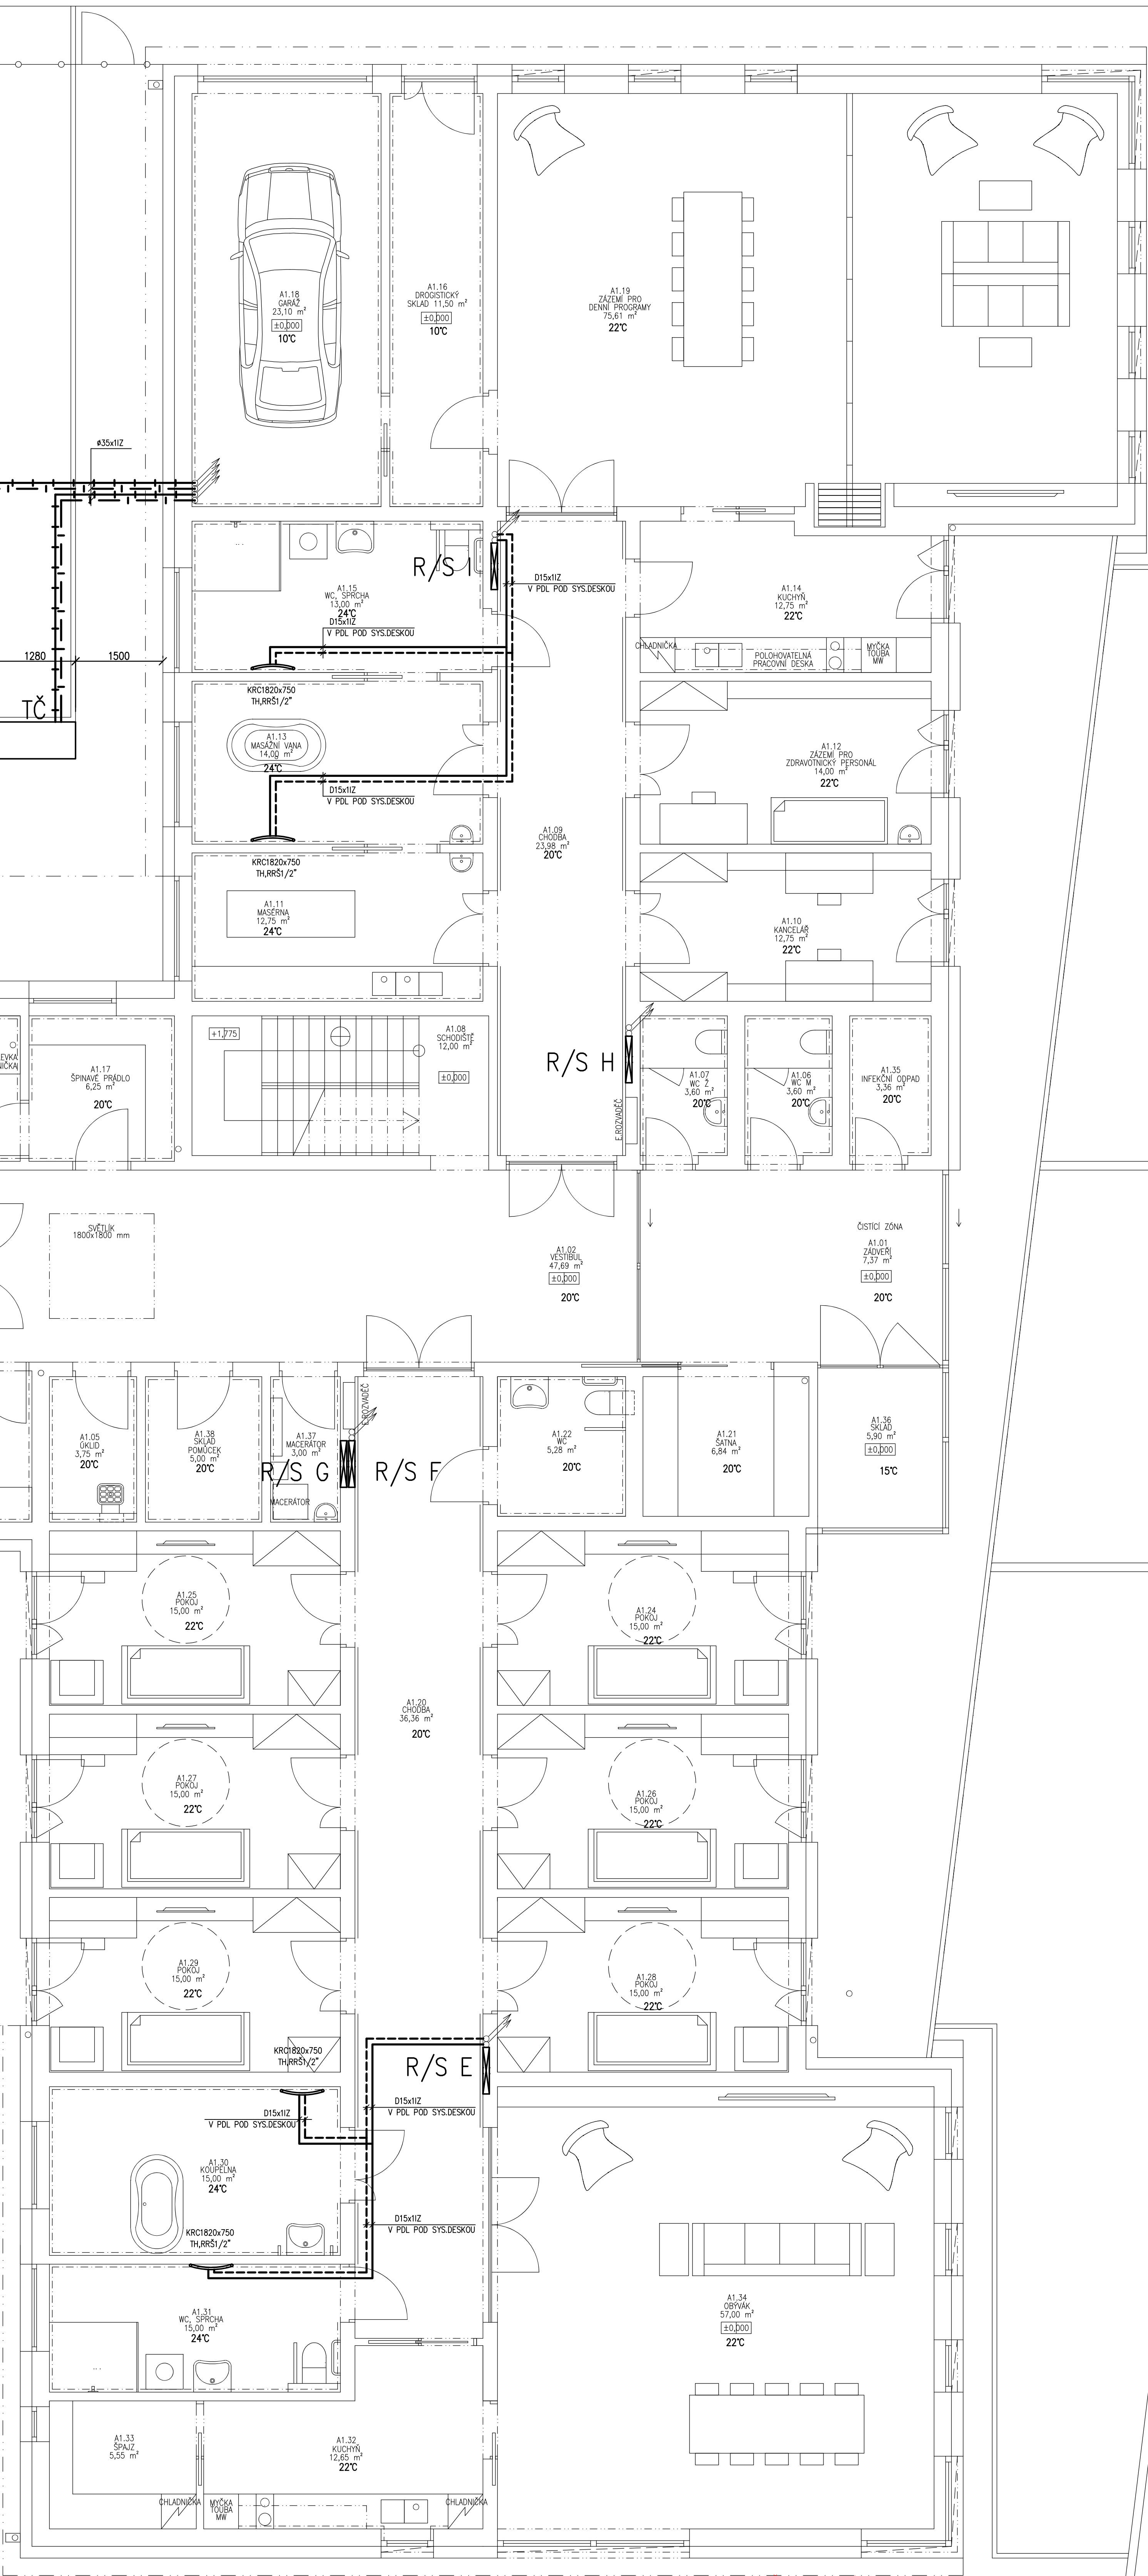 A1.18
GARÁŽ
23,10 m²
±0,000
10°C
A1.16
DROGISTICKÝ
SKLAD 11,50 m²
±0,000
10°C
A1.19
ZÁZEMÍ PRO
DENNÍ PROGRAMY
75,61 m²
22°C
ø35x1IZ
R/S I
A1.15
WC, SPRCHA
13,00 m²
24°C
D15x1IZ
V PDL POD SYS.DESKOU
D15x1IZ
V PDL POD SYS.DESKOU
A1.14
KUCHYŇ
12,75 m²
22°C
CHLADNIČKA
POLOHOVATELNÁ
PRACOVNÍ DESKA
MYČKA
TOUBA
MW
1280
1500
TČ
KRC1820x750
TH,RRŠ1/2"
A1.13
MASÁŽNÍ VANA
14,00 m²
24°C
D15x1IZ
V PDL POD SYS.DESKOU
A1.12
ZÁZEMÍ PRO
ZDRAVOTNICKÝ PERSONÁL
14,00 m²
22°C
A1.09
CHODBA
23,98 m²
20°C
KRC1820x750
TH,RRŠ1/2"
A1.11
MASÉRNA
12,75 m²
24°C
A1.10
KANCELÁŘ
12,75 m²
22°C
+1,775
A1.08
SCHODIŠTĚ
12,00 m²
±0,000
R/S H
E.ROZVADĚČ
A1.17
ŠPINAVÉ PRÁDLO
6,25 m²
20°C
A1.07
WC Ž
3,60 m²
20°C
A1.06
WC M
3,60 m²
20°C
A1.35
INFEKČNÍ ODPAD
3,36 m²
20°C
SVĚTLÍK
1800x1800 mm
A1.02
VESTIBUL
47,69 m²
±0,000
20°C
ČISTÍCÍ ZÓNA
A1.01
ZÁDVEŘÍ
7,37 m²
±0,000
20°C
A1.05
ÚKLID
3,75 m²
20°C
A1.38
SKLAD
POMŮCEK
5,00 m²
20°C
A1.37
MACERÁTOR
3,00 m²
MACERÁTOR
E.ROZVADĚČ
R/S G
R/S F
A1.22
WC
5,28 m²
20°C
A1.21
ŠATNA
6,84 m²
20°C
A1.36
SKLAD
5,90 m²
±0,000
15°C
A1.25
POKOJ
15,00 m²
22°C
A1.24
POKOJ
15,00 m²
22°C
A1.20
CHODBA
36,36 m²
20°C
A1.27
POKOJ
15,00 m²
22°C
A1.26
POKOJ
15,00 m²
22°C
A1.29
POKOJ
15,00 m²
22°C
A1.28
POKOJ
15,00 m²
22°C
KRC1820x750
TH,RRŠ1/2"
R/S E
D15x1IZ
V PDL POD SYS.DESKOU
D15x1IZ
V PDL POD SYS.DESKOU
A1.30
KOUPELNA
15,00 m²
24°C
D15x1IZ
V PDL POD SYS.DESKOU
KRC1820x750
TH,RRŠ1/2"
A1.31
WC, SPRCHA
15,00 m²
24°C
A1.34
OBÝVÁK
57,00 m²
±0,000
22°C
A1.33
ŠPAJZ
5,55 m²
A1.32
KUCHYŇ
12,65 m²
22°C
CHLADNIČKA
MYČKA
TOUBA
MW
CHLADNIČKA